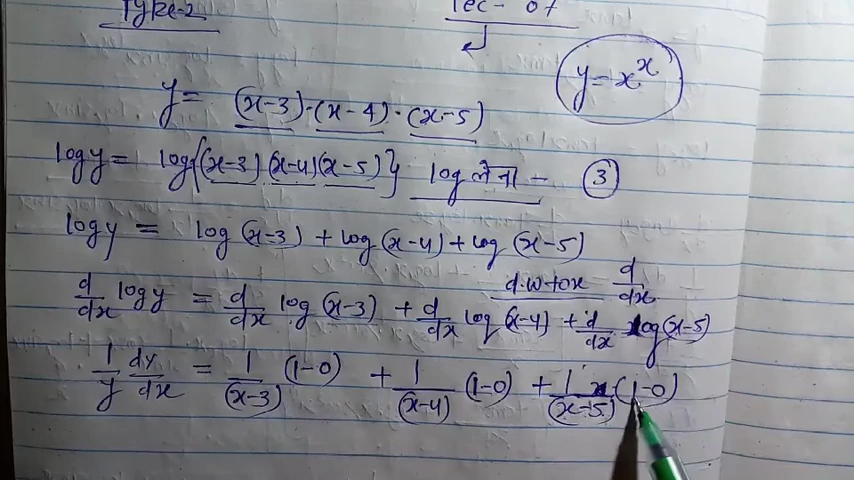 Type-2 Lec-07
y = x^x
y = (x-3)·(x-4)·(x-5)
log y = log{(x-3)(x-4)(x-5)} log लेना - 3
log y = log(x-3) + log(x-4) + log(x-5)
d.w.to x d/dx
d/dx log y = d/dx log(x-3) + d/dx log(x-4) + d/dx log(x-5)
1/y dy/dx = 1/(x-3) (1-0) + 1/(x-4) (1-0) + 1/(x-5) x (1-0)